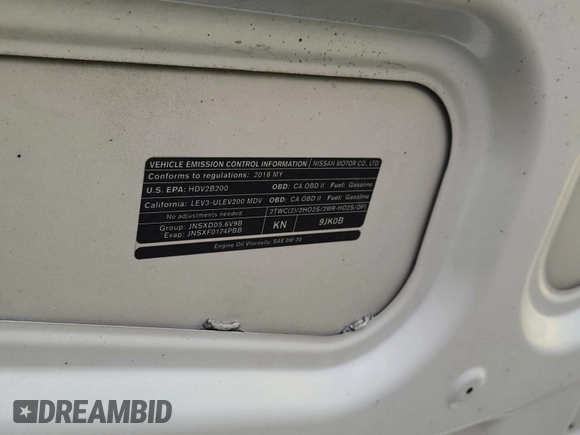 VEHICLE EMISSION CONTROL INFORMATION NISSAN MOTOR CO., LTD
Conforms to regulations: 2018 MY
U.S. EPA: HDV2B200 OBD: CA OBD II Fuel: Gasoline
California: LEV3-ULEV200 MDV OBD: CA OBD II Fuel: Gasoline
No adjustments needed. 2TWC(2)/2HO2S/2WR-HO2S/DFI
Group: JNSXD05.6V9B KN 9JK0B
Evap: JNSXF0174PBB
Engine Oil Viscosity: SAE 0W-20
DREAMBID